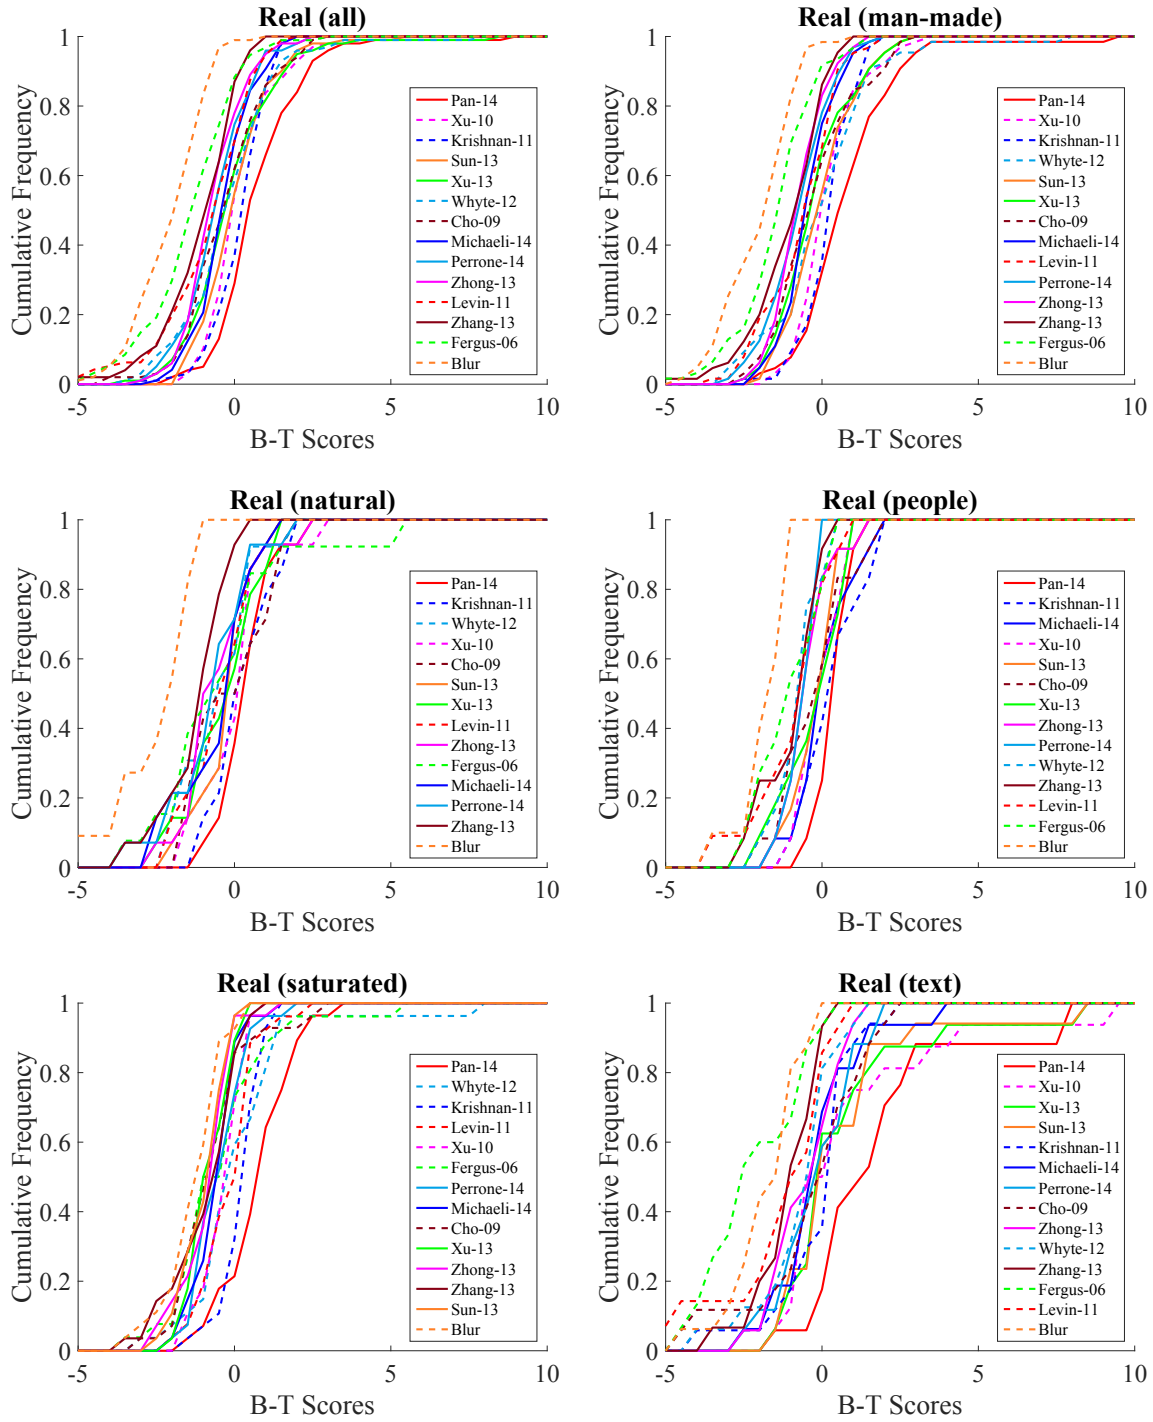 Real (all)
Cumulative Frequency
1
0.8
0.6
0.4
0.2
0
-5
0
5
10
B-T Scores
Pan-14
Xu-10
Krishnan-11
Sun-13
Xu-13
Whyte-12
Cho-09
Michaeli-14
Perrone-14
Zhong-13
Levin-11
Zhang-13
Fergus-06
Blur
Real (man-made)
Cumulative Frequency
1
0.8
0.6
0.4
0.2
0
-5
0
5
10
B-T Scores
Pan-14
Xu-10
Krishnan-11
Whyte-12
Sun-13
Xu-13
Cho-09
Michaeli-14
Levin-11
Perrone-14
Zhong-13
Zhang-13
Fergus-06
Blur
Real (natural)
Cumulative Frequency
1
0.8
0.6
0.4
0.2
0
-5
0
5
10
B-T Scores
Pan-14
Krishnan-11
Whyte-12
Xu-10
Cho-09
Sun-13
Xu-13
Levin-11
Zhong-13
Fergus-06
Michaeli-14
Perrone-14
Zhang-13
Blur
Real (people)
Cumulative Frequency
1
0.8
0.6
0.4
0.2
0
-5
0
5
10
B-T Scores
Pan-14
Krishnan-11
Michaeli-14
Xu-10
Sun-13
Cho-09
Xu-13
Zhong-13
Perrone-14
Whyte-12
Zhang-13
Levin-11
Fergus-06
Blur
Real (saturated)
Cumulative Frequency
1
0.8
0.6
0.4
0.2
0
-5
0
5
10
B-T Scores
Pan-14
Whyte-12
Krishnan-11
Levin-11
Xu-10
Fergus-06
Perrone-14
Michaeli-14
Cho-09
Xu-13
Zhong-13
Zhang-13
Sun-13
Blur
Real (text)
Cumulative Frequency
1
0.8
0.6
0.4
0.2
0
-5
0
5
10
B-T Scores
Pan-14
Xu-10
Xu-13
Sun-13
Krishnan-11
Michaeli-14
Perrone-14
Cho-09
Zhong-13
Whyte-12
Zhang-13
Fergus-06
Levin-11
Blur